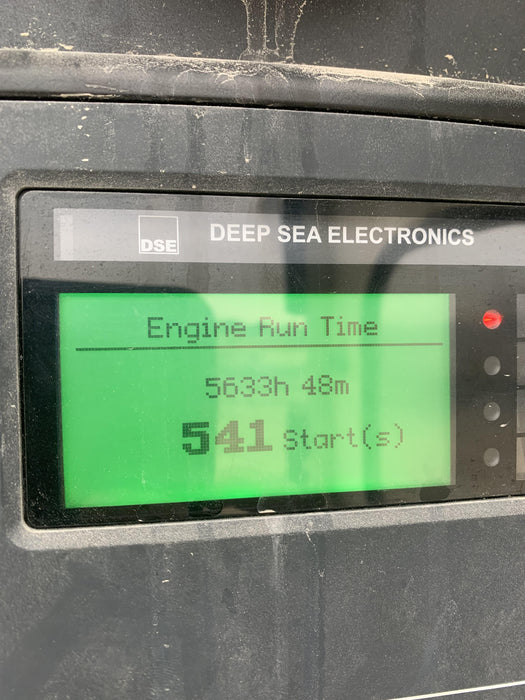 DSE DEEP SEA ELECTRONICS
Engine Run Time
5633h 48m
541 Start(s)